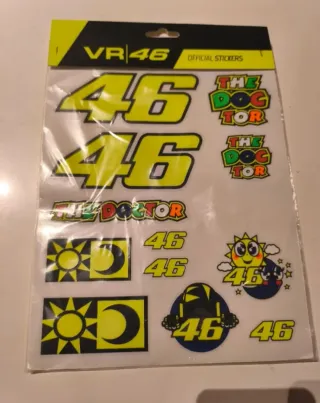 VR|46
OFFICIAL STICKERS
46
THE
DOC
TOR
46
THE
DOC
TOR
THE DOCTOR
46
46
46
46
46